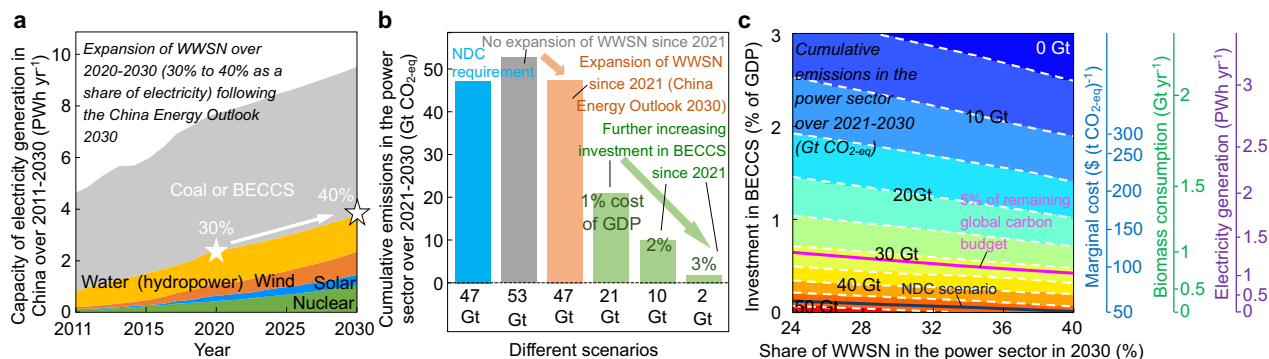 a
Capacity of electricity generation in
China over 2011-2030 (PWh yr-1)
10
8
6
4
2
0
Expansion of WWSN over
2020-2030 (30% to 40% as a
share of electricity) following
the China Energy Outlook
2030
Coal or BECCS
40%
30%
Water (hydropower)
Wind
Solar
Nuclear
2011
2015
2020
2025
2030
Year
b
Cumulative emissions in the power
sector over 2021-2030 (Gt CO2-eq)
50
40
30
20
10
0
No expansion of WWSN since 2021
NDC
requirement
Expansion of WWSN
since 2021 (China
Energy Outlook 2030)
Further increasing
investment in BECCS
since 2021
1% cost
of GDP
2%
3%
47
Gt
53
Gt
47
Gt
21
Gt
10
Gt
2
Gt
Different scenarios
c
Investment in BECCS (% of GDP)
3
2
1
0
Cumulative
emissions in the
power sector
over 2021-2030
(Gt CO2-eq)
0 Gt
10 Gt
20Gt
5% of remaining
global carbon
budget
30 Gt
40 Gt
NDC scenario
50 Gt
24
28
32
36
40
Share of WWSN in the power sector in 2030 (%)
Marginal cost ($ (t CO2-eq)-1)
300
250
200
150
100
50
Biomass consumption (Gt yr-1)
2
1.5
1
0.5
0
Electricity generation (PWh yr-1)
3
2
1
0.5
0